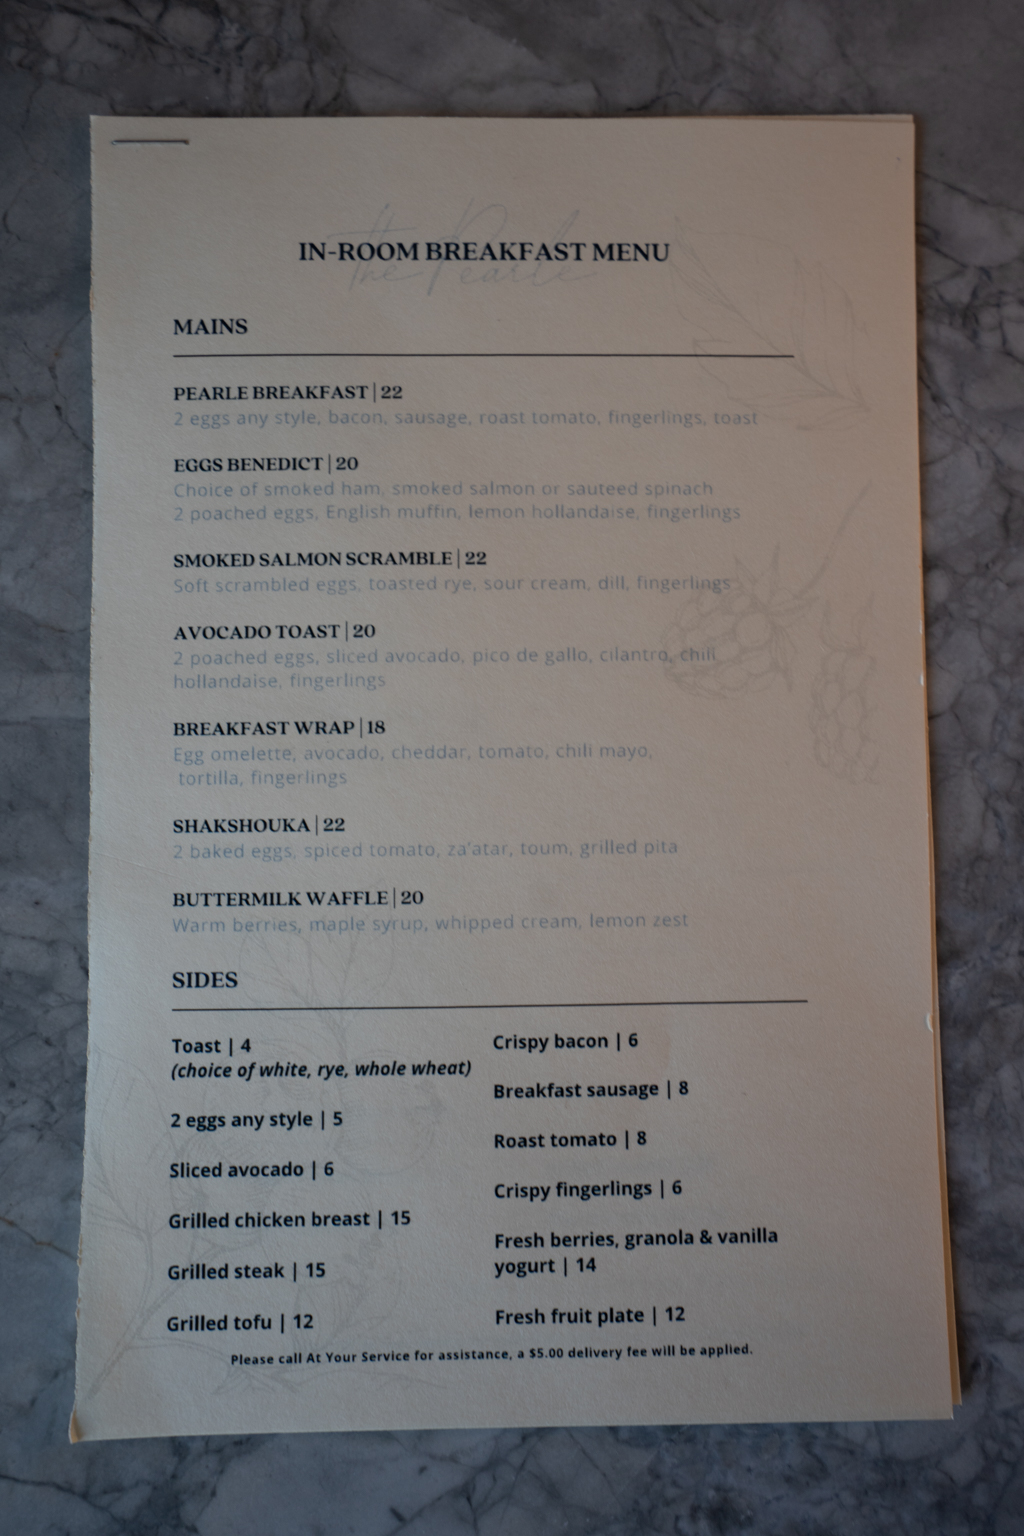 the Pearle
IN-ROOM BREAKFAST MENU
MAINS
PEARLE BREAKFAST | 22
2 eggs any style, bacon, sausage, roast tomato, fingerlings, toast
EGGS BENEDICT | 20
Choice of smoked ham, smoked salmon or sauteed spinach
2 poached eggs, English muffin, lemon hollandaise, fingerlings
SMOKED SALMON SCRAMBLE | 22
Soft scrambled eggs, toasted rye, sour cream, dill, fingerlings
AVOCADO TOAST | 20
2 poached eggs, sliced avocado, pico de gallo, cilantro, chili
hollandaise, fingerlings
BREAKFAST WRAP | 18
Egg omelette, avocado, cheddar, tomato, chili mayo,
tortilla, fingerlings
SHAKSHOUKA | 22
2 baked eggs, spiced tomato, za'atar, toum, grilled pita
BUTTERMILK WAFFLE | 20
Warm berries, maple syrup, whipped cream, lemon zest
SIDES
Toast | 4
(choice of white, rye, whole wheat)
2 eggs any style | 5
Sliced avocado | 6
Grilled chicken breast | 15
Grilled steak | 15
Grilled tofu | 12
Crispy bacon | 6
Breakfast sausage | 8
Roast tomato | 8
Crispy fingerlings | 6
Fresh berries, granola & vanilla
yogurt | 14
Fresh fruit plate | 12
Please call At Your Service for assistance, a $5.00 delivery fee will be applied.